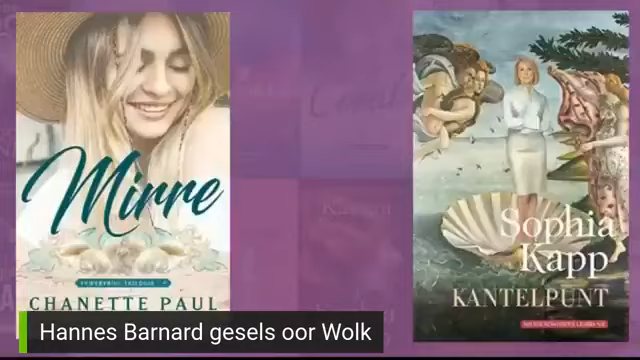 Mirre
CHANETTE PAUL
Sophia
Kapp
KANTELPUNT
Hannes Barnard gesels oor Wolk